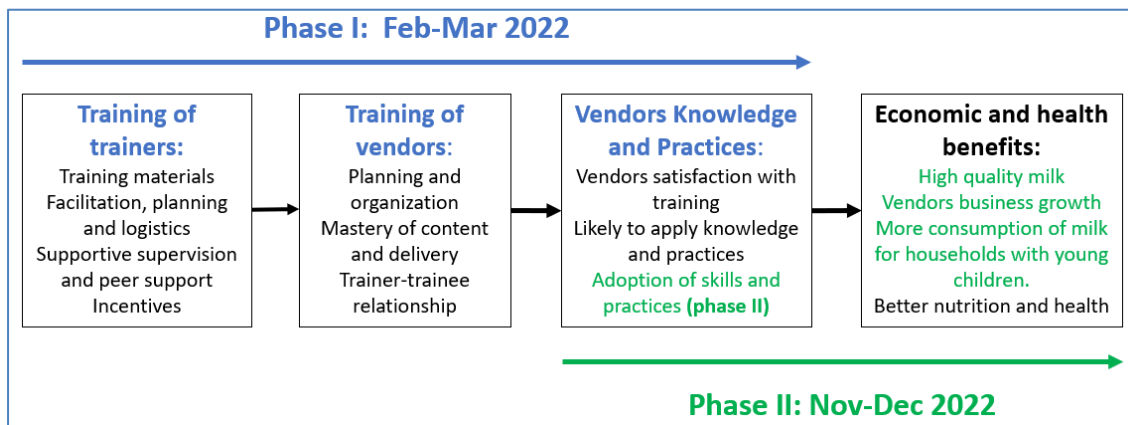 Phase I: Feb-Mar 2022
Training of
trainers:
Training materials
Facilitation, planning
and logistics
Supportive supervision
and peer support
Incentives
Training of
vendors:
Planning and
organization
Mastery of content
and delivery
Trainer-trainee
relationship
Vendors Knowledge
and Practices:
Vendors satisfaction with
training
Likely to apply knowledge
and practices
Adoption of skills and
practices (phase II)
Economic and health
benefits:
High quality milk
Vendors business growth
More consumption of milk
for households with young
children.
Better nutrition and health
Phase II: Nov-Dec 2022